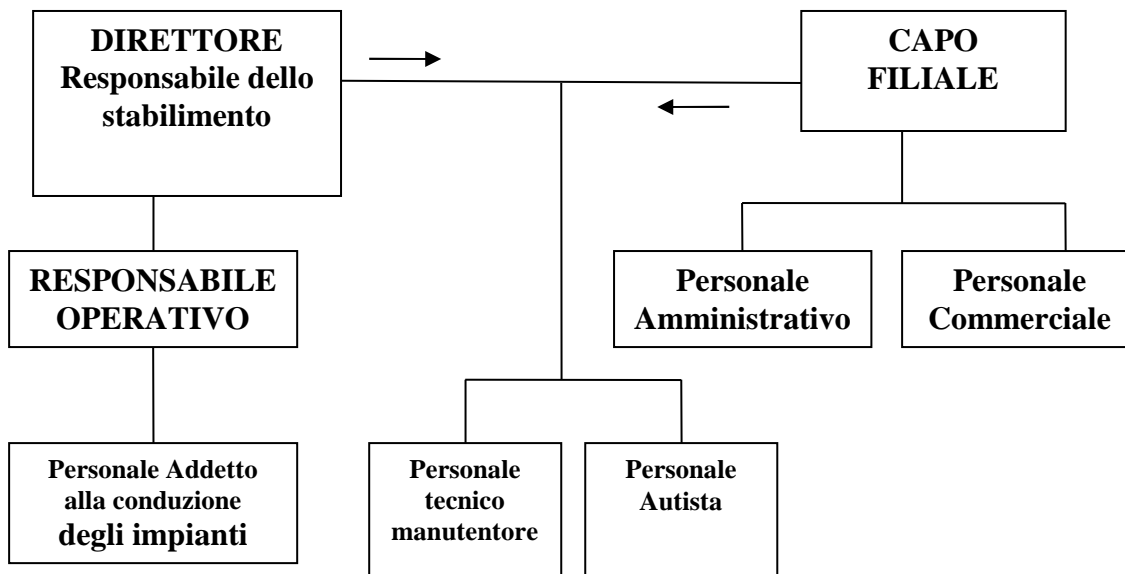 DIRETTORE
Responsabile dello
stabilimento
CAPO
FILIALE
RESPONSABILE
OPERATIVO
Personale
Amministrativo
Personale
Commerciale
Personale Addetto
alla conduzione
degli impianti
Personale
tecnico
manutentore
Personale
Autista